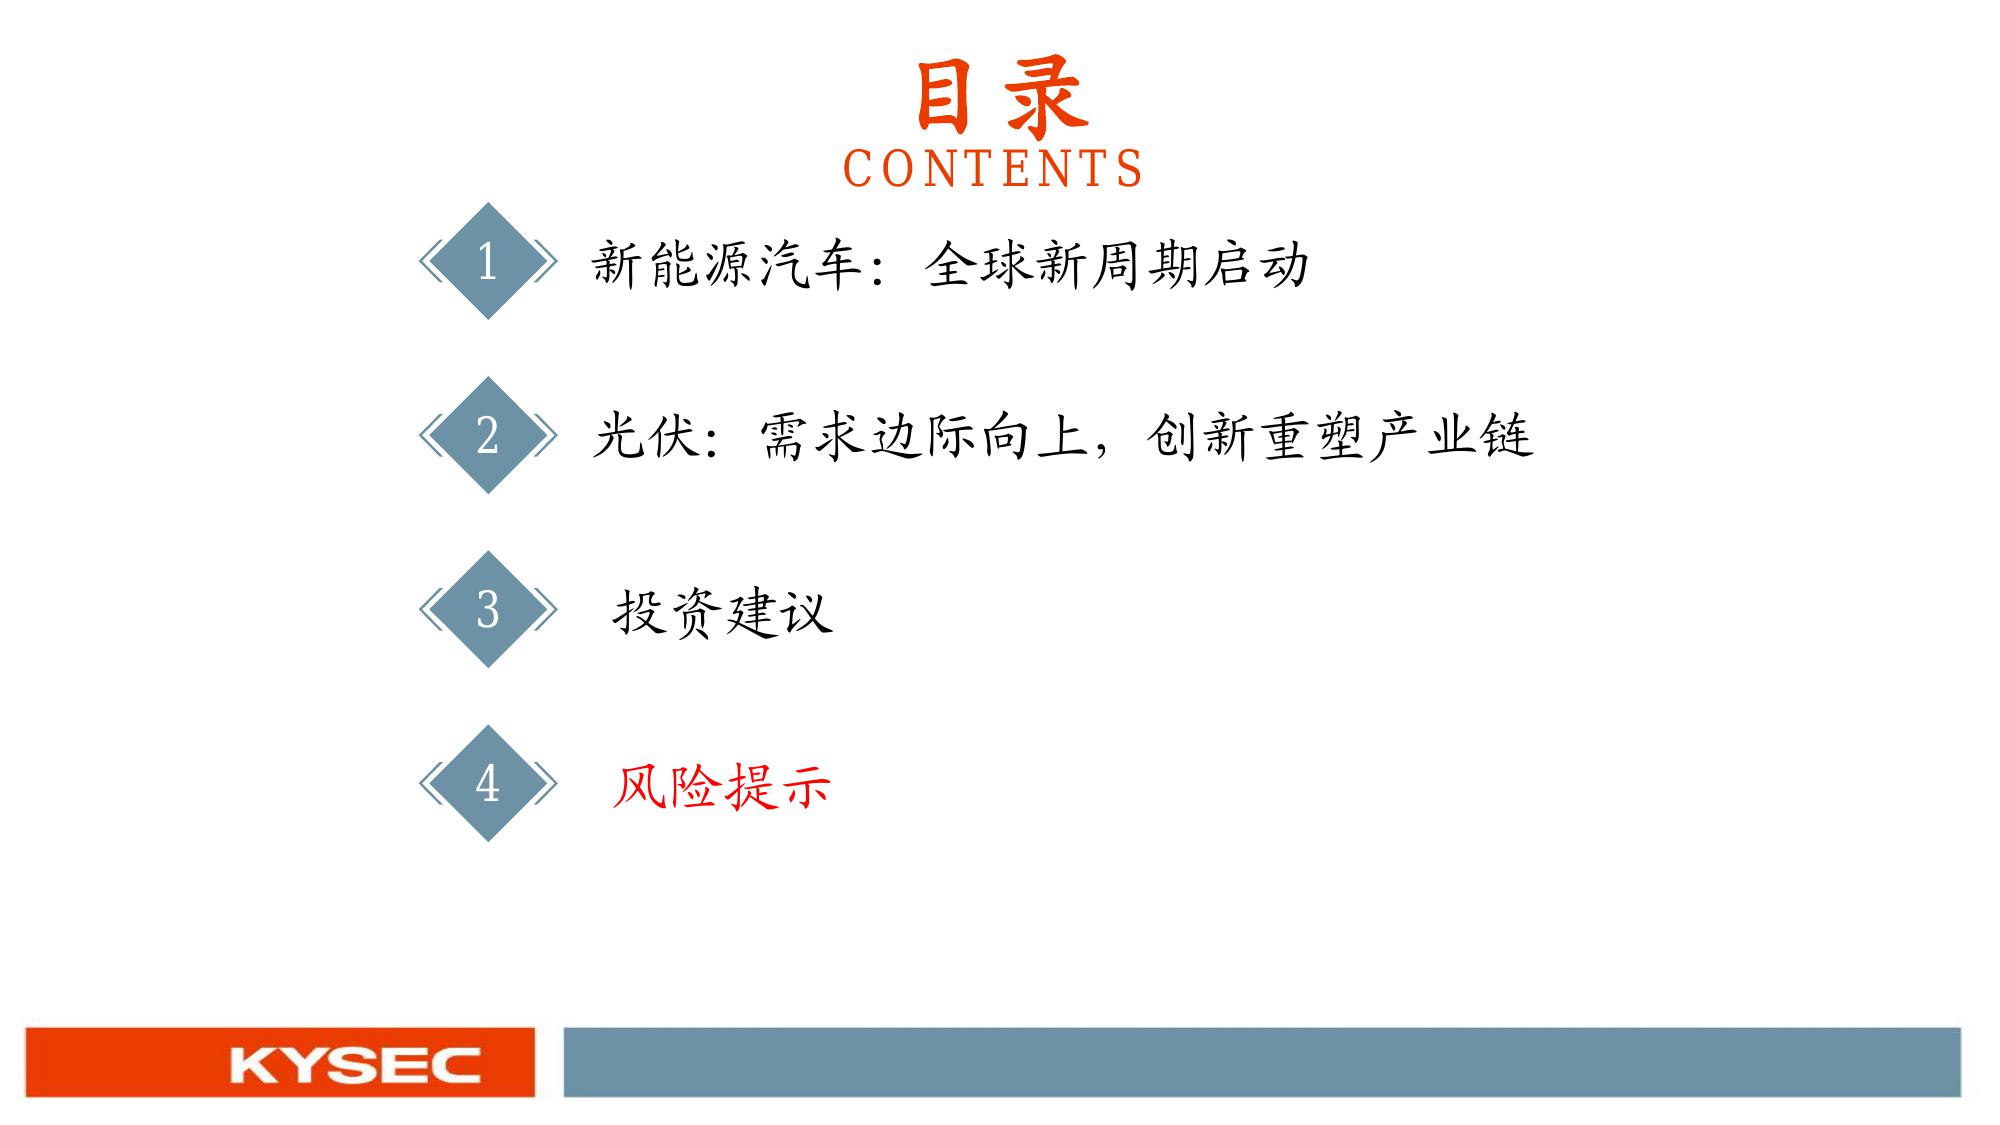 目录
CONTENTS
1 新能源汽车：全球新周期启动
2 光伏：需求边际向上，创新重塑产业链
3 投资建议
4 风险提示
KYSEC